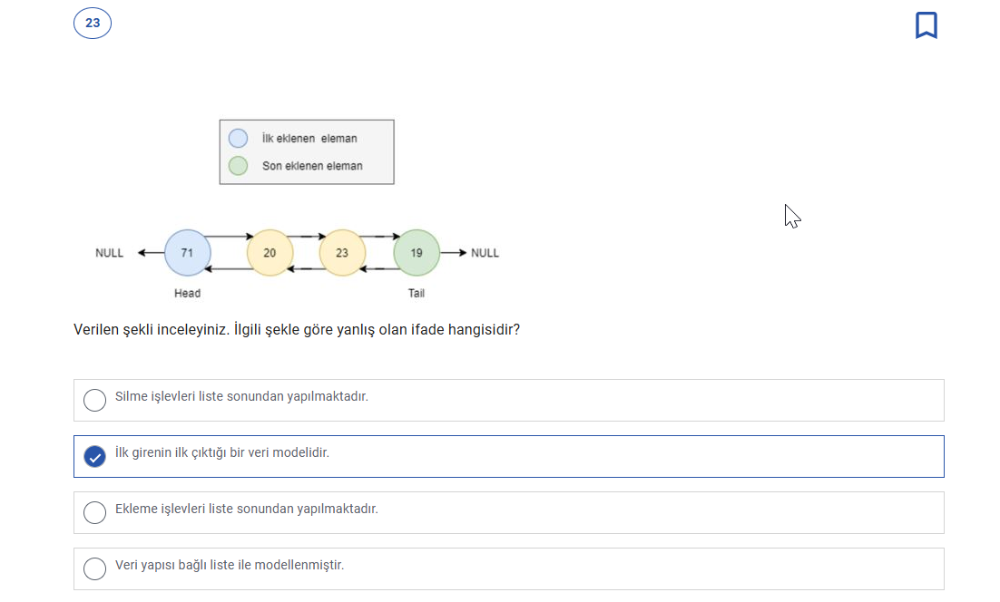 23
İlk eklenen eleman
Son eklenen eleman
NULL 71 20 23 19 NULL
Head Tail
Verilen şekli inceleyiniz. İlgili şekle göre yanlış olan ifade hangisidir?
Silme işlevleri liste sonundan yapılmaktadır.
İlk girenin ilk çıktığı bir veri modelidir.
Ekleme işlevleri liste sonundan yapılmaktadır.
Veri yapısı bağlı liste ile modellenmiştir.